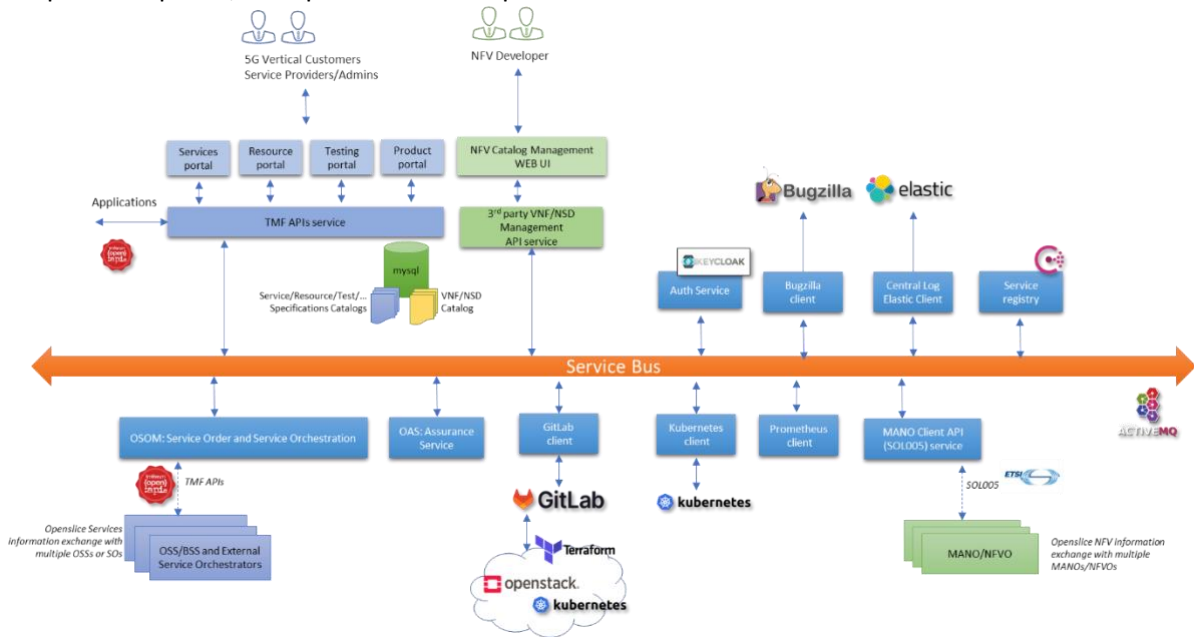 5G Vertical Customers
Service Providers/Admins
NFV Developer
Services
portal
Resource
portal
Testing
portal
Product
portal
NFV Catalog Management
WEB UI
Applications
TMF APIs service
3rd party VNF/NSD
Management
API service
Bugzilla
elastic
mysql
Service/Resource/Test/...
Specifications Catalogs
VNF/NSD
Catalog
KEYCLOAK
Auth Service
Bugzilla
client
Central Log
Elastic Client
Service
registry
Service Bus
OSOM: Service Order and Service Orchestration
OAS: Assurance
Service
GitLab
client
Kubernetes
client
Prometheus
client
MANO Client API
(SOL005) service
ACTIVEMQ
TMF APIs
GitLab
kubernetes
SOL005
ETSI
Openslice Services
information exchange with
multiple OSSs or SOs
OSS/BSS and External
Service Orchestrators
Terraform
openstack.
kubernetes
MANO/NFVO
Openslice NFV information
exchange with multiple
MANOs/NFVOs